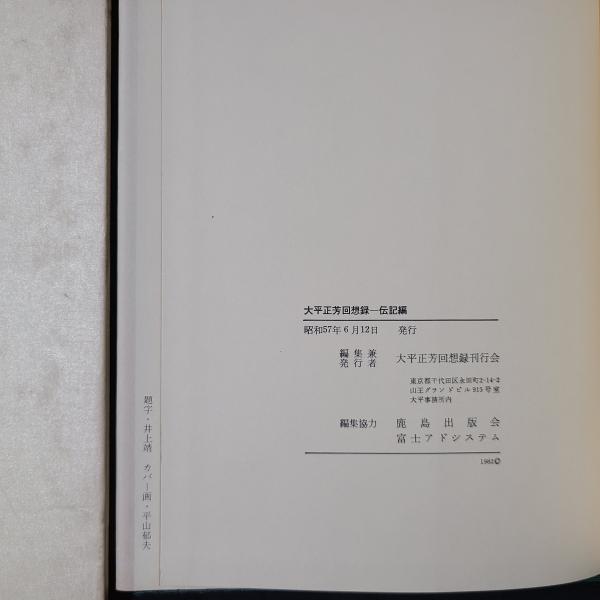 大平正芳回想録―伝記編
昭和57年6月12日 発行
編集兼
発行者 大平正芳回想録刊行会
東京都千代田区永田町2-14-2
山王グランドビル915号室
大平事務所内
編集協力 鹿島出版会
富士アドシステム
1982©
題字・井上靖 カバー画・平山郁夫